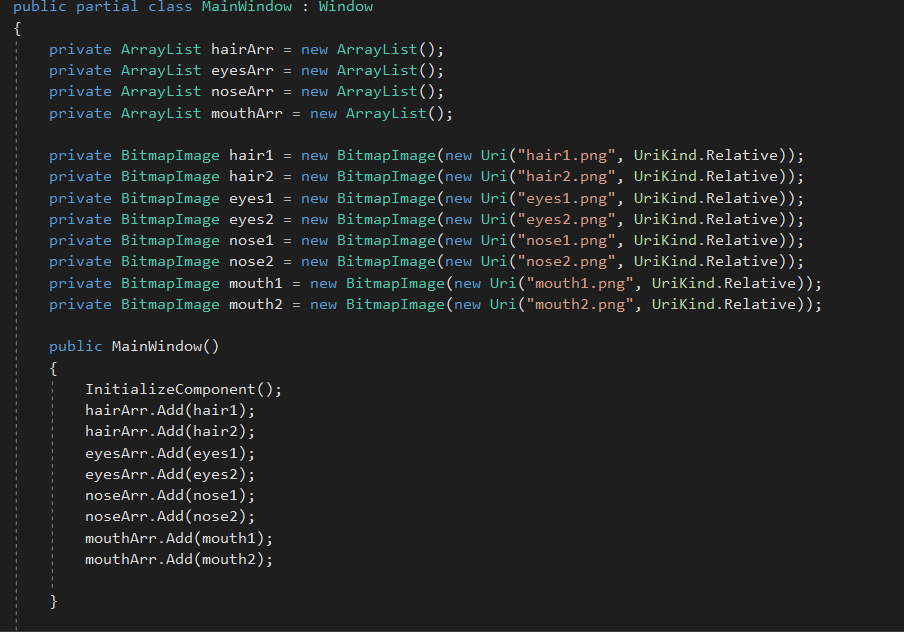 public partial class MainWindow : Window
{
private ArrayList hairArr = new ArrayList();
private ArrayList eyesArr = new ArrayList();
private ArrayList noseArr = new ArrayList();
private ArrayList mouthArr = new ArrayList();
private BitmapImage hair1 = new BitmapImage(new Uri("hair1.png", UriKind.Relative));
private BitmapImage hair2 = new BitmapImage(new Uri("hair2.png", UriKind.Relative));
private BitmapImage eyes1 = new BitmapImage(new Uri("eyes1.png", UriKind.Relative));
private BitmapImage eyes2 = new BitmapImage(new Uri("eyes2.png", UriKind.Relative));
private BitmapImage nose1 = new BitmapImage(new Uri("nose1.png", UriKind.Relative));
private BitmapImage nose2 = new BitmapImage(new Uri("nose2.png", UriKind.Relative));
private BitmapImage mouth1 = new BitmapImage(new Uri("mouth1.png", UriKind.Relative));
private BitmapImage mouth2 = new BitmapImage(new Uri("mouth2.png", UriKind.Relative));
public MainWindow()
{
InitializeComponent();
hairArr.Add(hair1);
hairArr.Add(hair2);
eyesArr.Add(eyes1);
eyesArr.Add(eyes2);
noseArr.Add(nose1);
noseArr.Add(nose2);
mouthArr.Add(mouth1);
mouthArr.Add(mouth2);
}